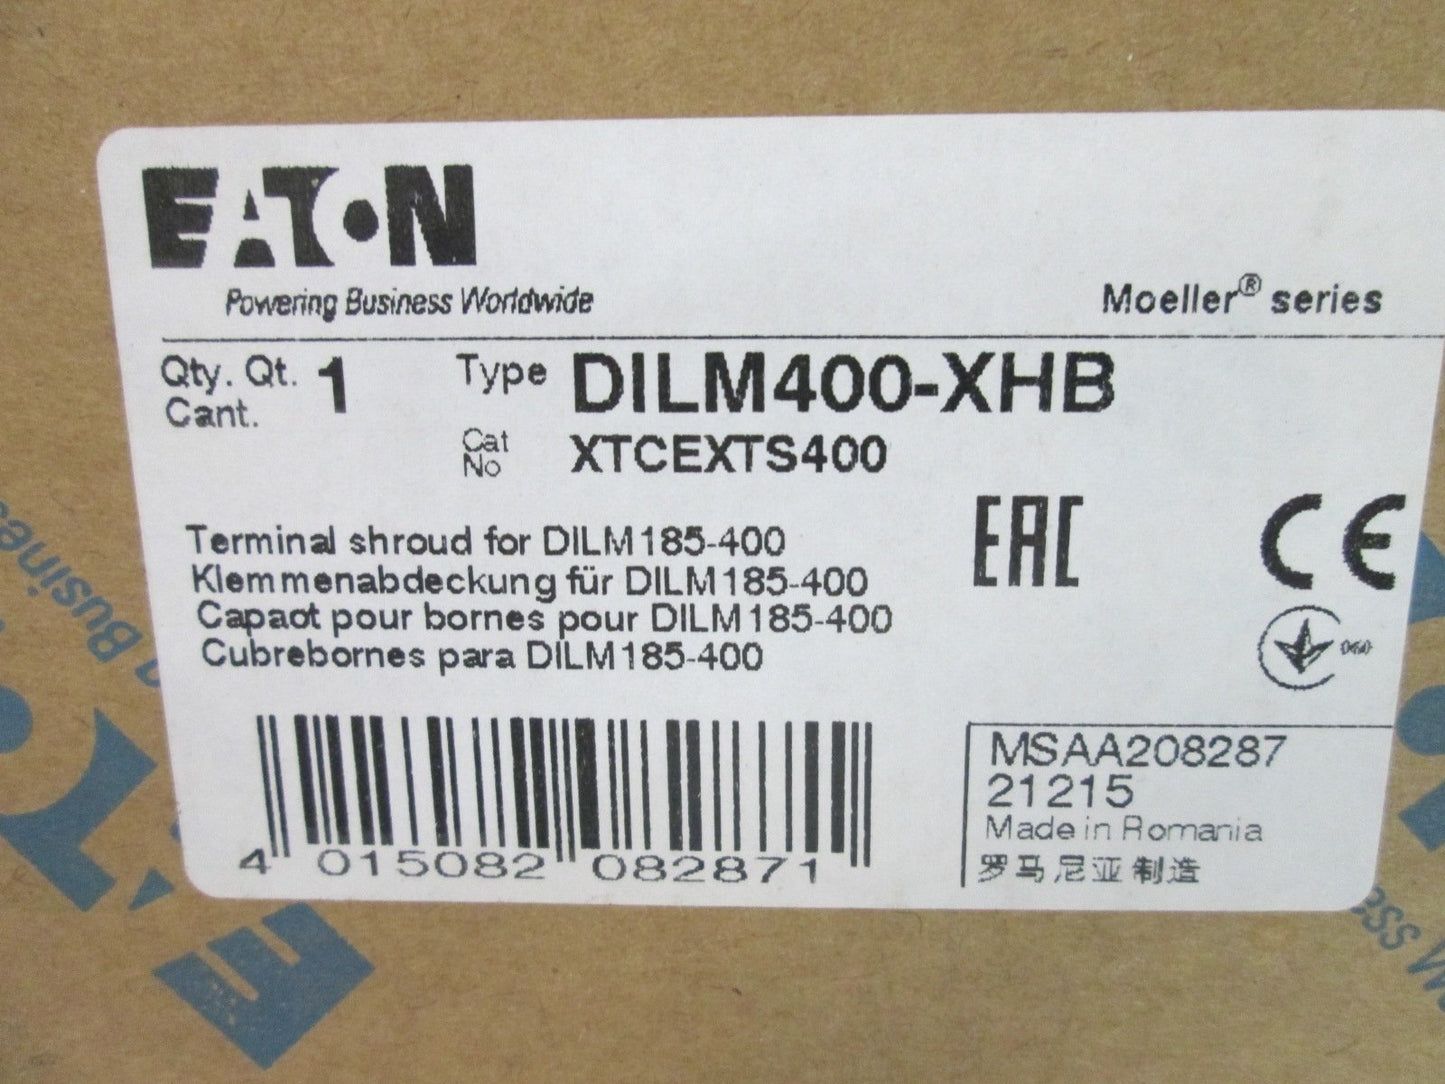 EATON
Powering Business Worldwide
Moeller® series
Qty. Qt. 1
Cant.
Type DILM400-XHB
Cat No XTCEXTS400
Terminal shroud for DILM185-400
Klemmenabdeckung für DILM185-400
Capaot pour bornes pour DILM185-400
Cubrebornes para DILM185-400
EAC
CE
4 015082 082871
MSAA208287
21215
Made in Romania
罗马尼亚制造
Business